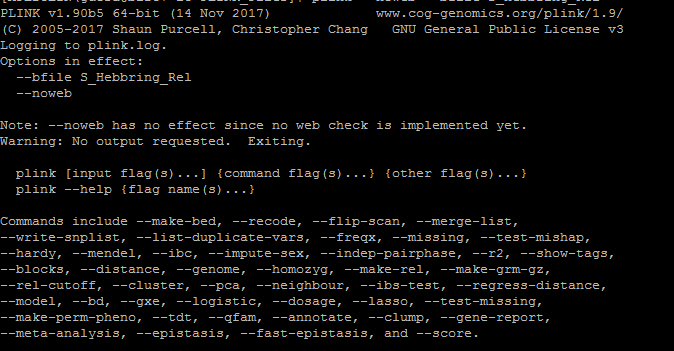 PLINK v1.90b5 64-bit (14 Nov 2017) www.cog-genomics.org/plink/1.9/
(C) 2005-2017 Shaun Purcell, Christopher Chang GNU General Public License v3
Logging to plink.log.
Options in effect:
--bfile S_Hebbring_Rel
--noweb
Note: --noweb has no effect since no web check is implemented yet.
Warning: No output requested. Exiting.
plink [input flag(s)...] {command flag(s)...} {other flag(s)...}
plink --help {flag name(s)...}
Commands include --make-bed, --recode, --flip-scan, --merge-list,
--write-snplist, --list-duplicate-vars, --freqx, --missing, --test-mishap,
--hardy, --mendel, --ibc, --impute-sex, --indep-pairphase, --r2, --show-tags,
--blocks, --distance, --genome, --homozyg, --make-rel, --make-grm-gz,
--rel-cutoff, --cluster, --pca, --neighbour, --ibs-test, --regress-distance,
--model, --bd, --gxe, --logistic, --dosage, --lasso, --test-missing,
--make-perm-pheno, --tdt, --qfam, --annotate, --clump, --gene-report,
--meta-analysis, --epistasis, --fast-epistasis, and --score.